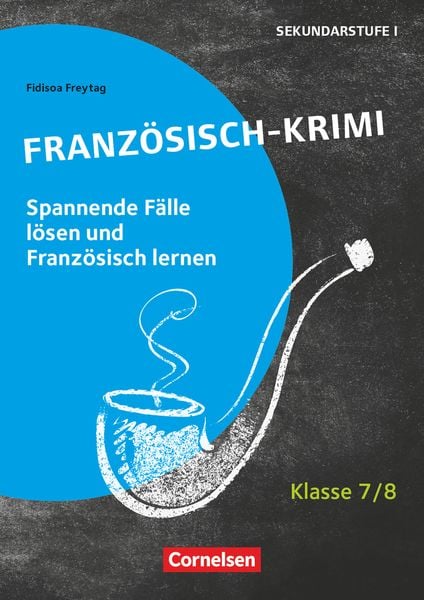 SEKUNDARSTUFE I
Fidisoa Freytag
FRANZÖSISCH-KRIMI
Spannende Fälle
lösen und
Französisch lernen
Klasse 7/8
Cornelsen